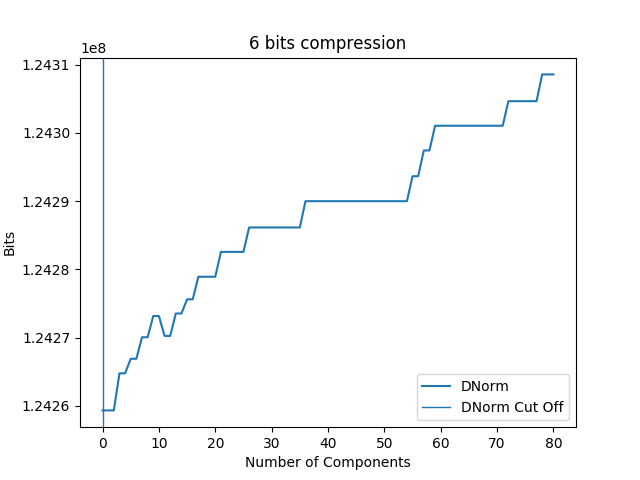 6 bits compression
1e8
1.2431
1.2430
1.2429
1.2428
1.2427
1.2426
Bits
0 10 20 30 40 50 60 70 80
Number of Components
DNorm
DNorm Cut Off